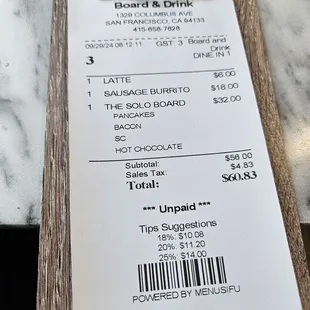 Board & Drink
1329 COLUMBUS AVE
SAN FRANCISCO, CA 94133
415-658-7628
09/29/24 08:12:11 GST: 3 Board and Drink
3 DINE IN 1
1 LATTE $6.00
1 SAUSAGE BURRITO $18.00
1 THE SOLO BOARD $32.00
PANCAKES
BACON
SC
HOT CHOCOLATE
Subtotal: $56.00
Sales Tax: $4.83
Total: $60.83
*** Unpaid ***
Tips Suggestions
18%: $10.08
20%: $11.20
25%: $14.00
POWERED BY MENUSIFU